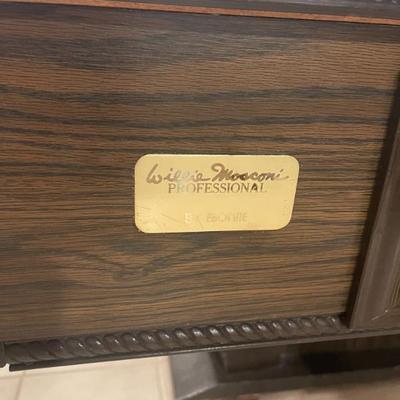 Willie Mosconi
PROFESSIONAL
BY EBONITE